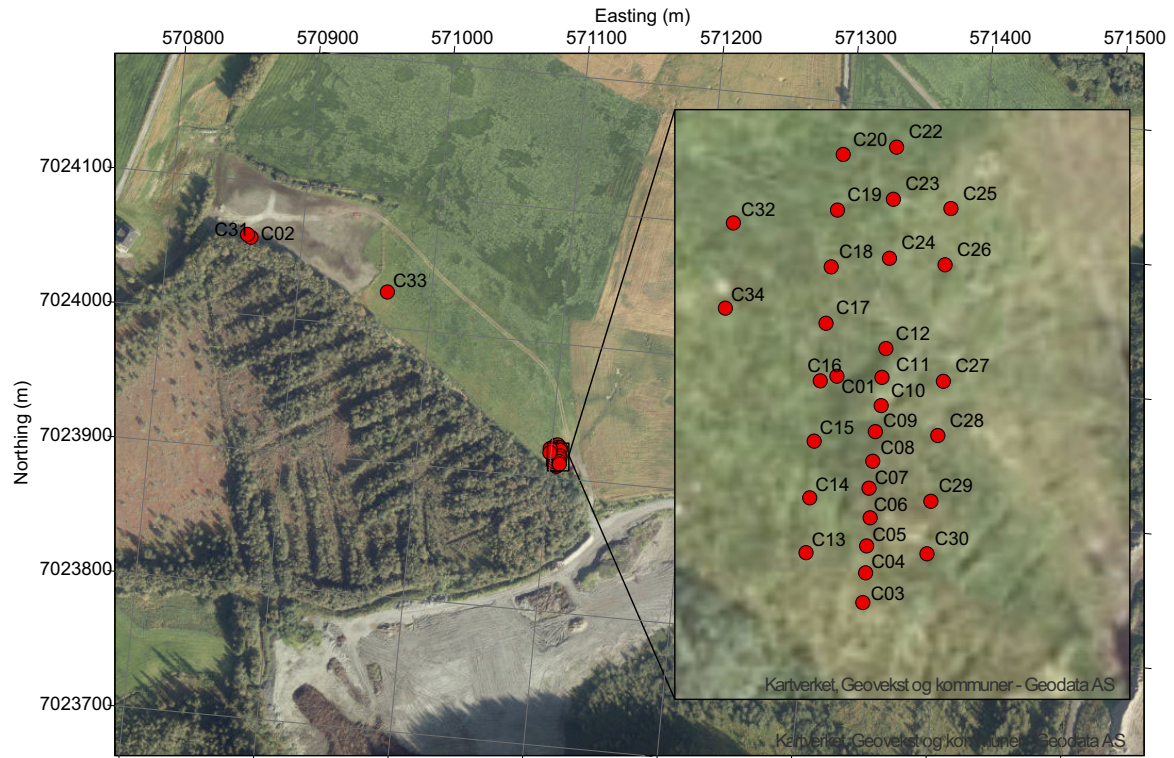 Easting (m)
570800 570900 571000 571100 571200 571300 571400 571500
7024100
7024000
Northing (m)
7023900
7023800
7023700
C31 C02
C33
C20 C22
C19 C23 C25
C32
C18 C24 C26
C34
C17
C12
C16 C11 C27
C01
C10
C15 C09 C28
C08
C07
C14 C29
C06
C13 C05 C30
C04
C03
Kartverket, Geovekst og kommuner - Geodata AS
Kartverket, Geovekst og kommuner - Geodata AS